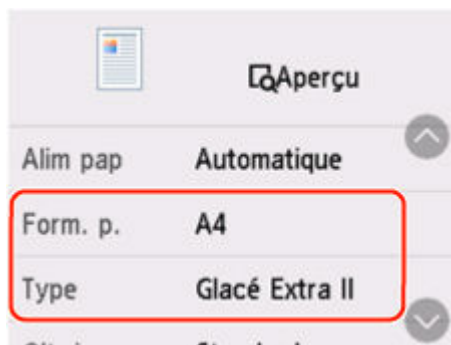 Aperçu
Alim pap Automatique
Form. p. A4
Type Glacé Extra II